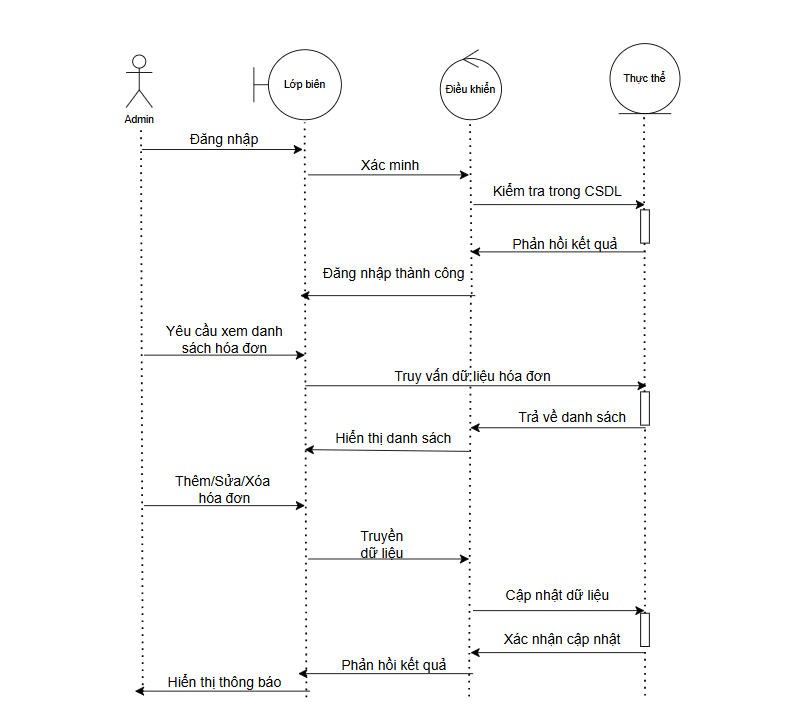 Lớp biên
Điều khiển
Thực thể
Admin
Đăng nhập
Xác minh
Kiểm tra trong CSDL
Phản hồi kết quả
Đăng nhập thành công
Yêu cầu xem danh
sách hóa đơn
Truy vấn dữ liệu hóa đơn
Trả về danh sách
Hiển thị danh sách
Thêm/Sửa/Xóa
hóa đơn
Truyền
dữ liệu
Cập nhật dữ liệu
Xác nhận cập nhật
Phản hồi kết quả
Hiển thị thông báo